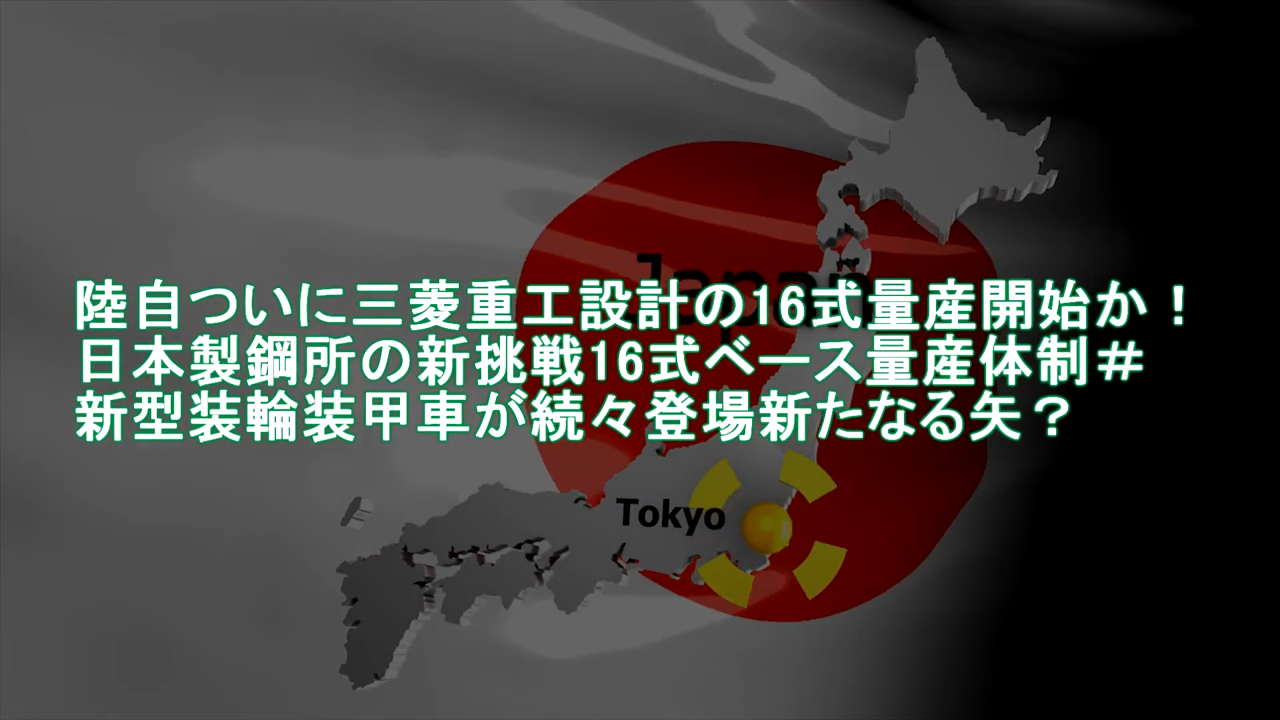 Japan
陸自ついに三菱重工設計の16式量産開始か！
日本製鋼所の新挑戦16式ベース量産体制＃
新型装輪装甲車が続々登場新たなる矢？
Tokyo